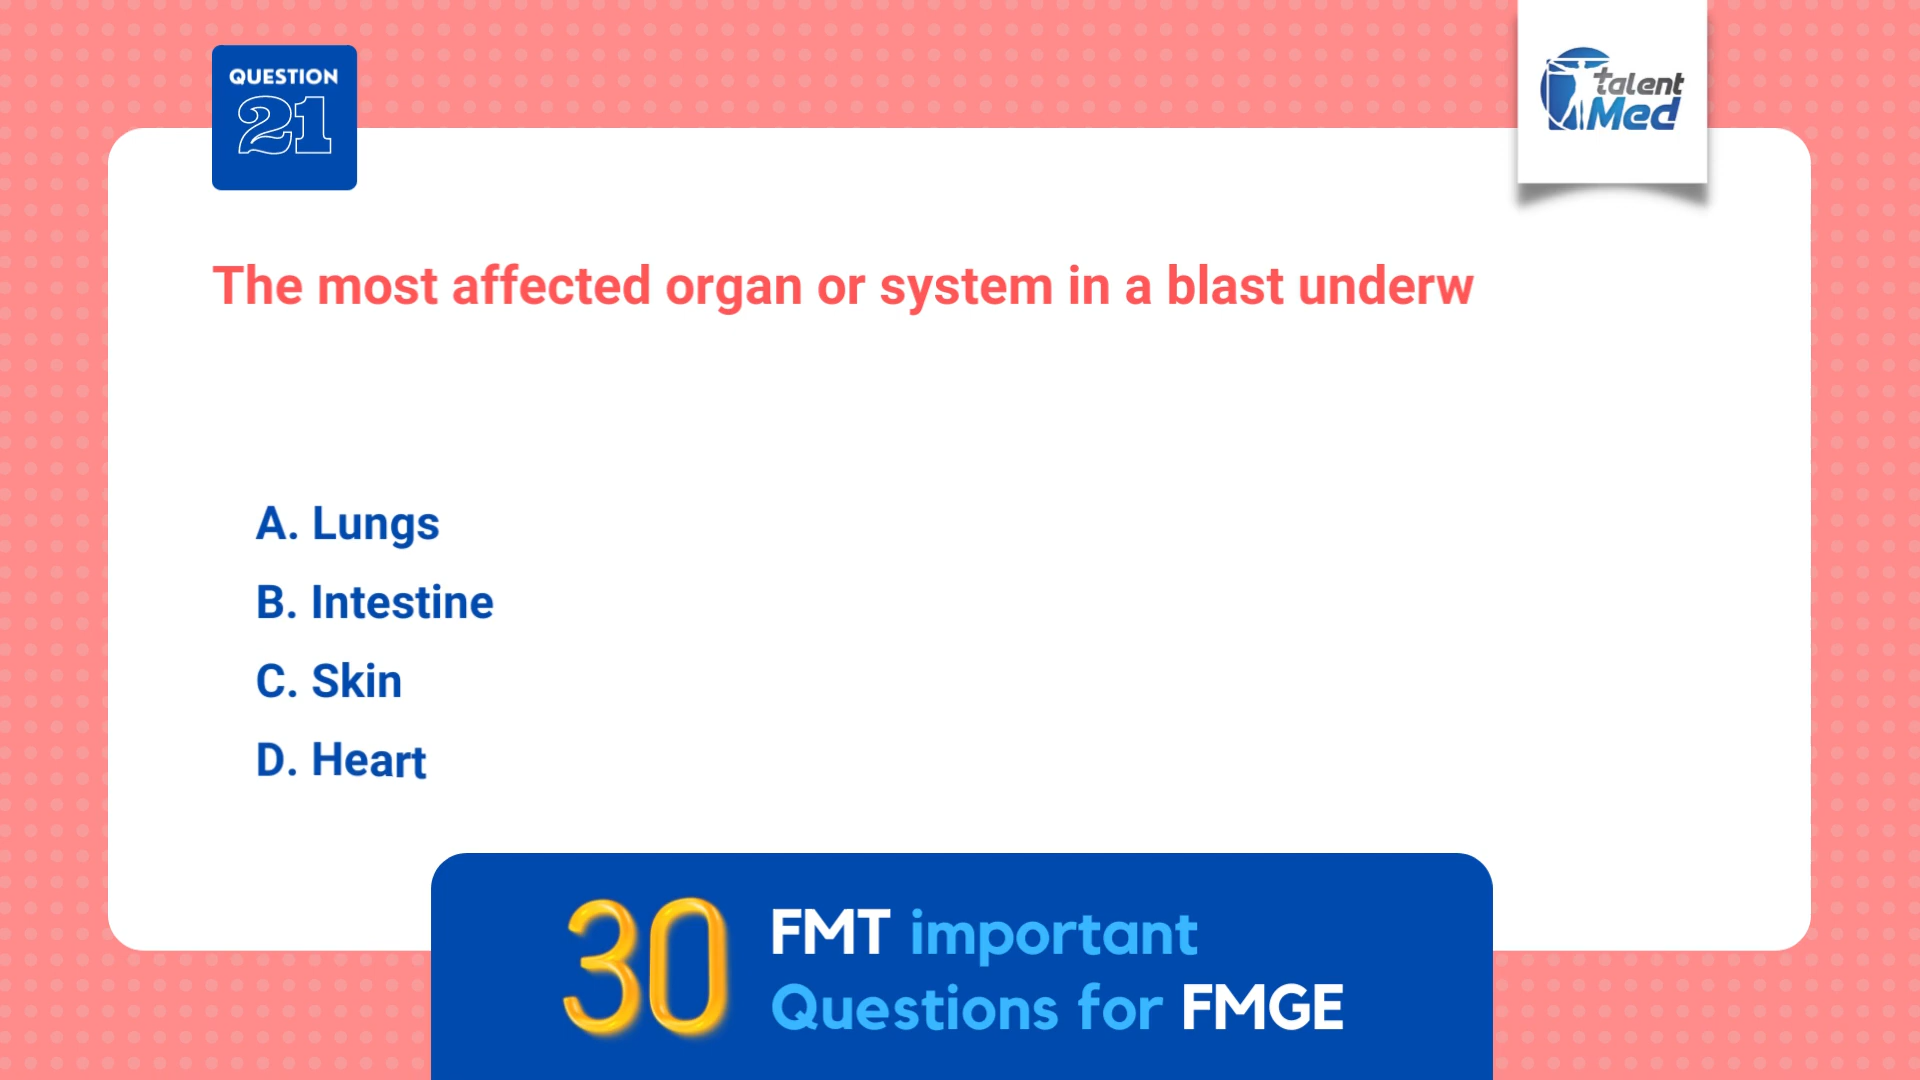 QUESTION
21
talent
Med
The most affected organ or system in a blast underw
A. Lungs
B. Intestine
C. Skin
D. Heart
30
FMT important
Questions for FMGE